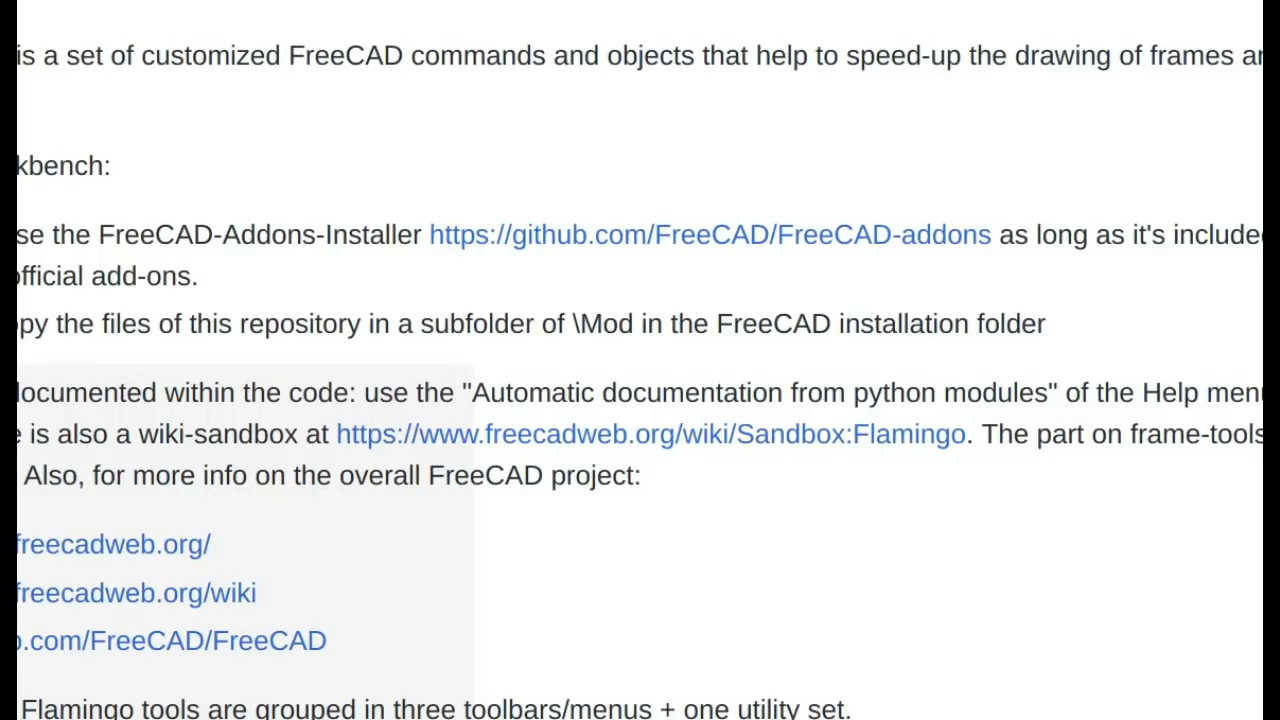 is a set of customized FreeCAD commands and objects that help to speed-up the drawing of frames
kbench:
se the FreeCAD-Addons-Installer https://github.com/FreeCAD/FreeCAD-addons as long as it's include
official add-ons.
py the files of this repository in a subfolder of \Mod in the FreeCAD installation folder
documented within the code: use the "Automatic documentation from python modules" of the Help menu
e is also a wiki-sandbox at https://www.freecadweb.org/wiki/Sandbox:Flamingo. The part on frame-tools
Also, for more info on the overall FreeCAD project:
freecadweb.org/
freecadweb.org/wiki
.com/FreeCAD/FreeCAD
Flamingo tools are grouped in three toolbars/menus + one utility set.